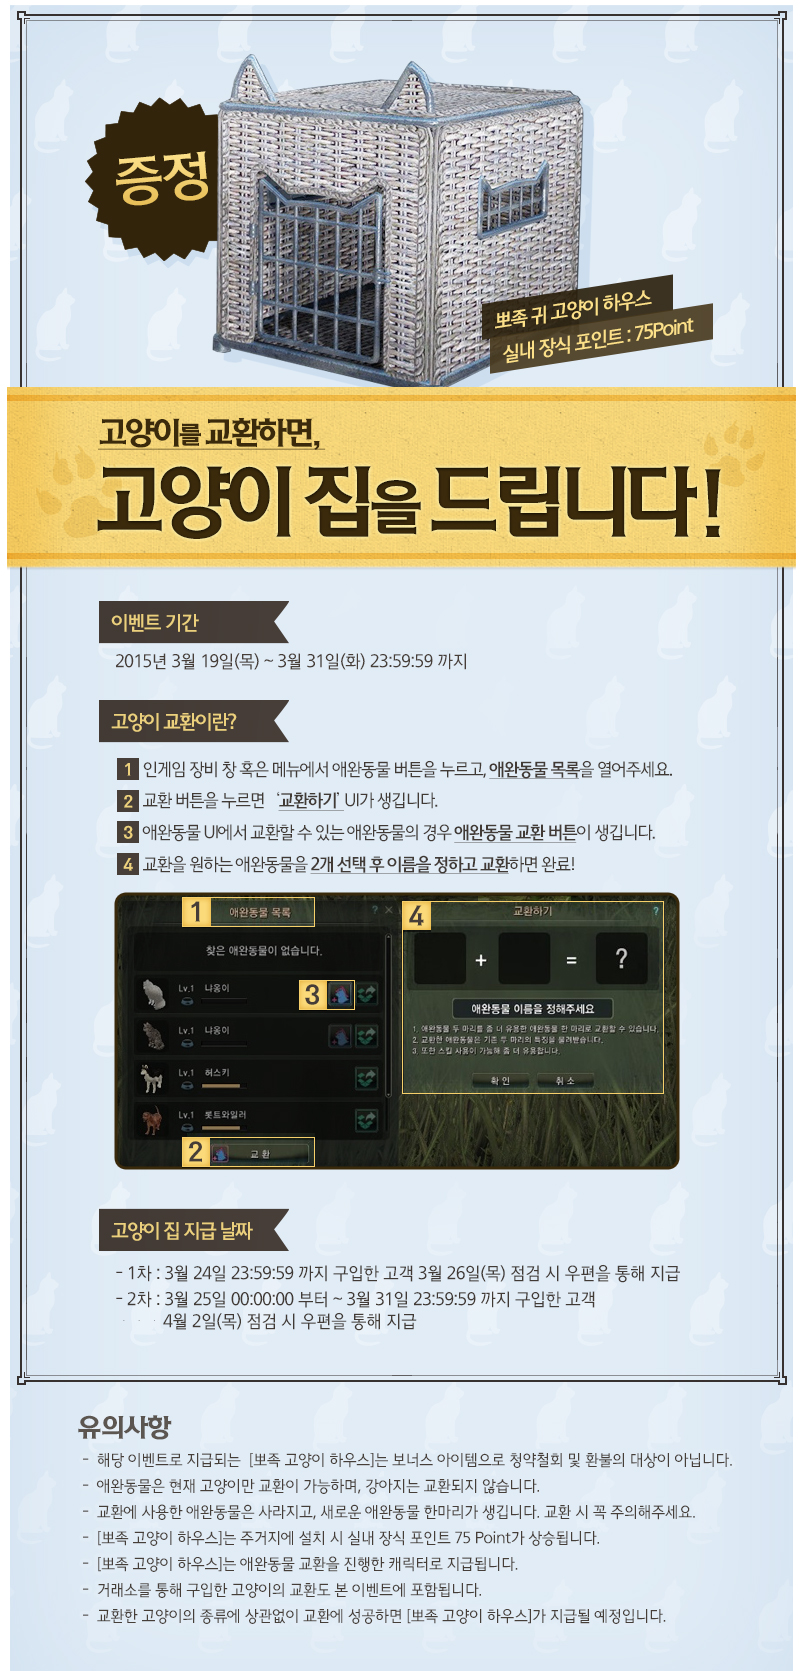 증정
뽀족 귀 고양이 하우스
실내 장식 포인트 : 75Point
고양이를 교환하면,
고양이 집을 드립니다!
이벤트 기간
2015년 3월 19일(목) ~ 3월 31일(화) 23:59:59 까지
고양이 교환이란?
1 인게임 장비 창 혹은 메뉴에서 애완동물 버튼을 누르고, 애완동물 목록을 열어주세요.
2 교환 버튼을 누르면 '교환하기' UI가 생깁니다.
3 애완동물 UI에서 교환할 수 있는 애완동물의 경우 애완동물 교환 버튼이 생깁니다.
4 교환을 원하는 애완동물을 2개 선택 후 이름을 정하고 교환하면 완료!
1 애완동물 목록 ? ×
찾은 애완동물이 없습니다.
Lv.1 냐옹이
3
Lv.1 냐옹이
Lv.1 허스키
Lv.1 롯트와일러
2 교 환
4 교환하기 ?
+ = ?
애완동물 이름을 정해주세요
1. 애완동물 두 마리를 좀 더 유용한 애완동물 한 마리로 교환할 수 있습니다.
2. 교환한 애완동물은 기존 두 마리의 특징을 물려받습니다.
3. 또한 스킬 사용이 가능해 좀 더 유용합니다.
확 인 취 소
고양이 집 지급 날짜
- 1차 : 3월 24일 23:59:59 까지 구입한 고객 3월 26일(목) 점검 시 우편을 통해 지급
- 2차 : 3월 25일 00:00:00 부터 ~ 3월 31일 23:59:59 까지 구입한 고객
4월 2일(목) 점검 시 우편을 통해 지급
유의사항
- 해당 이벤트로 지급되는 [뽀족 고양이 하우스]는 보너스 아이템으로 청약철회 및 환불의 대상이 아닙니다.
- 애완동물은 현재 고양이만 교환이 가능하며, 강아지는 교환되지 않습니다.
- 교환에 사용한 애완동물은 사라지고, 새로운 애완동물 한마리가 생깁니다. 교환 시 꼭 주의해주세요.
- [뽀족 고양이 하우스]는 주거지에 설치 시 실내 장식 포인트 75 Point가 상승됩니다.
- [뽀족 고양이 하우스]는 애완동물 교환을 진행한 캐릭터로 지급됩니다.
- 거래소를 통해 구입한 고양이의 교환도 본 이벤트에 포함됩니다.
- 교환한 고양이의 종류에 상관없이 교환에 성공하면 [뽀족 고양이 하우스]가 지급될 예정입니다.